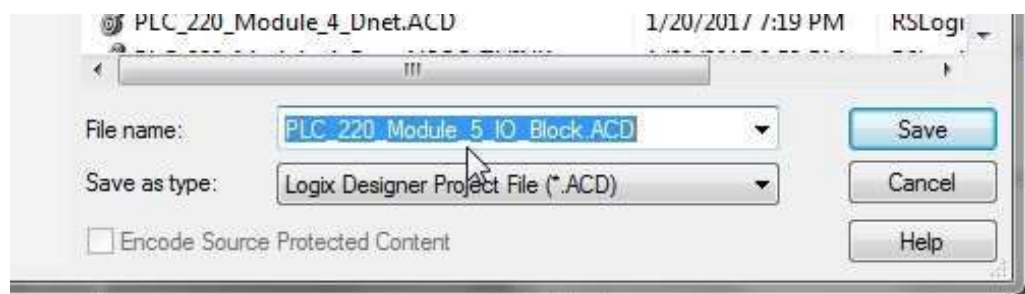 PLC_220_Module_4_Dnet.ACD 1/20/2017 7:19 PM RSLogi
File name: PLC_220_Module_5_IO_Block.ACD Save
Save as type: Logix Designer Project File (*.ACD) Cancel
Encode Source Protected Content Help